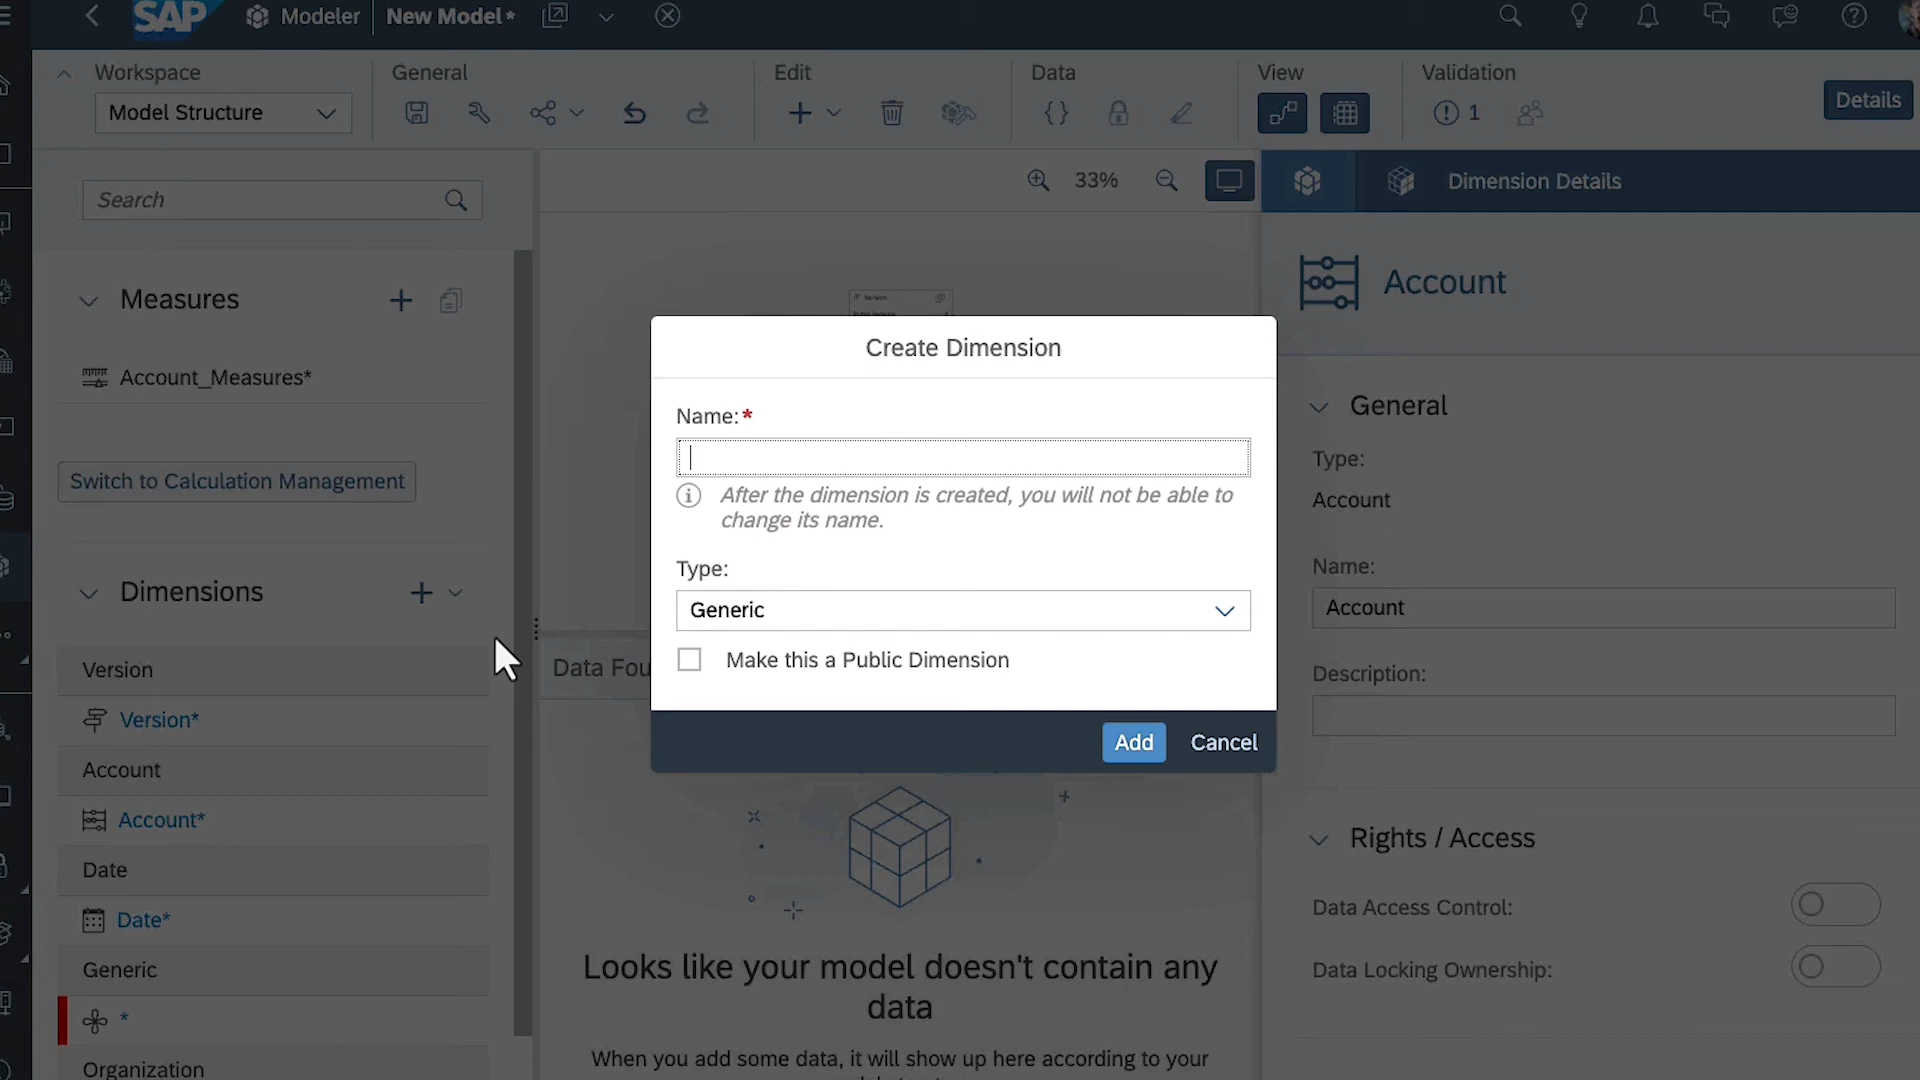 SAP
Modeler
New Model*
Workspace
General
Edit
Data
View
Validation
Model Structure
1
Details
Search
33%
Dimension Details
Measures
Account_Measures*
Switch to Calculation Management
Dimensions
Version
Version*
Account
Account*
Date
Date*
Generic
*
Organization
Version
Create Dimension
Name:*
After the dimension is created, you will not be able to
change its name.
Type:
Generic
Make this a Public Dimension
Add
Cancel
Data Fou
Looks like your model doesn't contain any
data
When you add some data, it will show up here according to your
Account
General
Type:
Account
Name:
Account
Description:
Rights / Access
Data Access Control:
Data Locking Ownership: